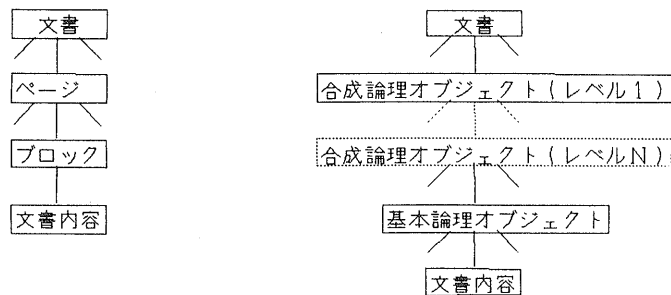 文書
ページ
ブロック
文書内容
文書
合成論理オブジェクト(レベル1)
合成論理オブジェクト(レベルN)
基本論理オブジェクト
文書内容